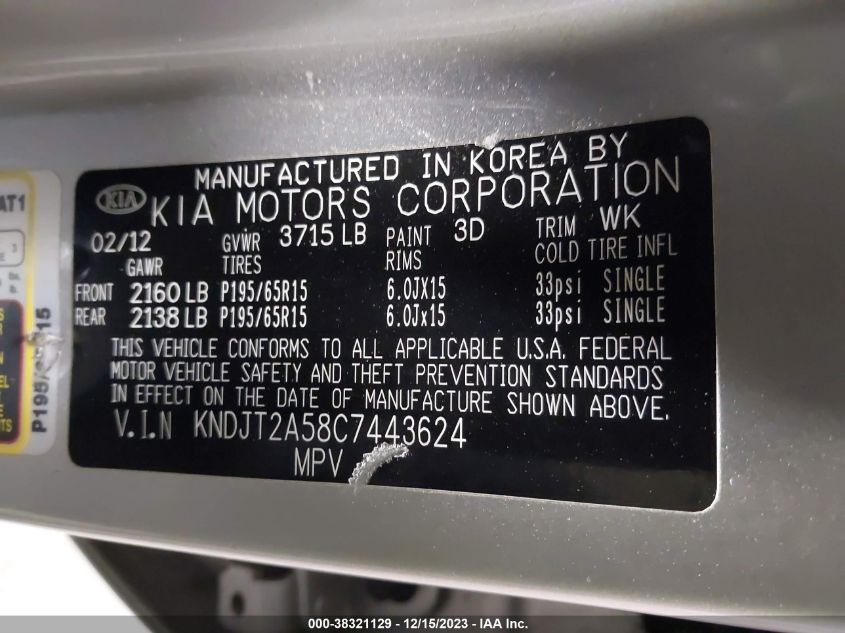 MANUFACTURED IN KOREA BY
KIA
KIA MOTORS CORPORATION
02/12 GVWR 3715 LB PAINT 3D TRIM WK
GAWR TIRES RIMS COLD TIRE INFL
FRONT 2160 LB P195/65R15 6.0JX15 33psi SINGLE
REAR 2138 LB P195/65R15 6.0Jx15 33psi SINGLE
THIS VEHICLE CONFORMS TO ALL APPLICABLE U.S.A. FEDERAL
MOTOR VEHICLE SAFETY AND THEFT PREVENTION STANDARDS
IN EFFECT ON THE DATE OF MANUFACTURE SHOWN ABOVE.
V.I.N KNDJT2A58C7443624
MPV
000-38321129 - 12/15/2023 - IAA Inc.